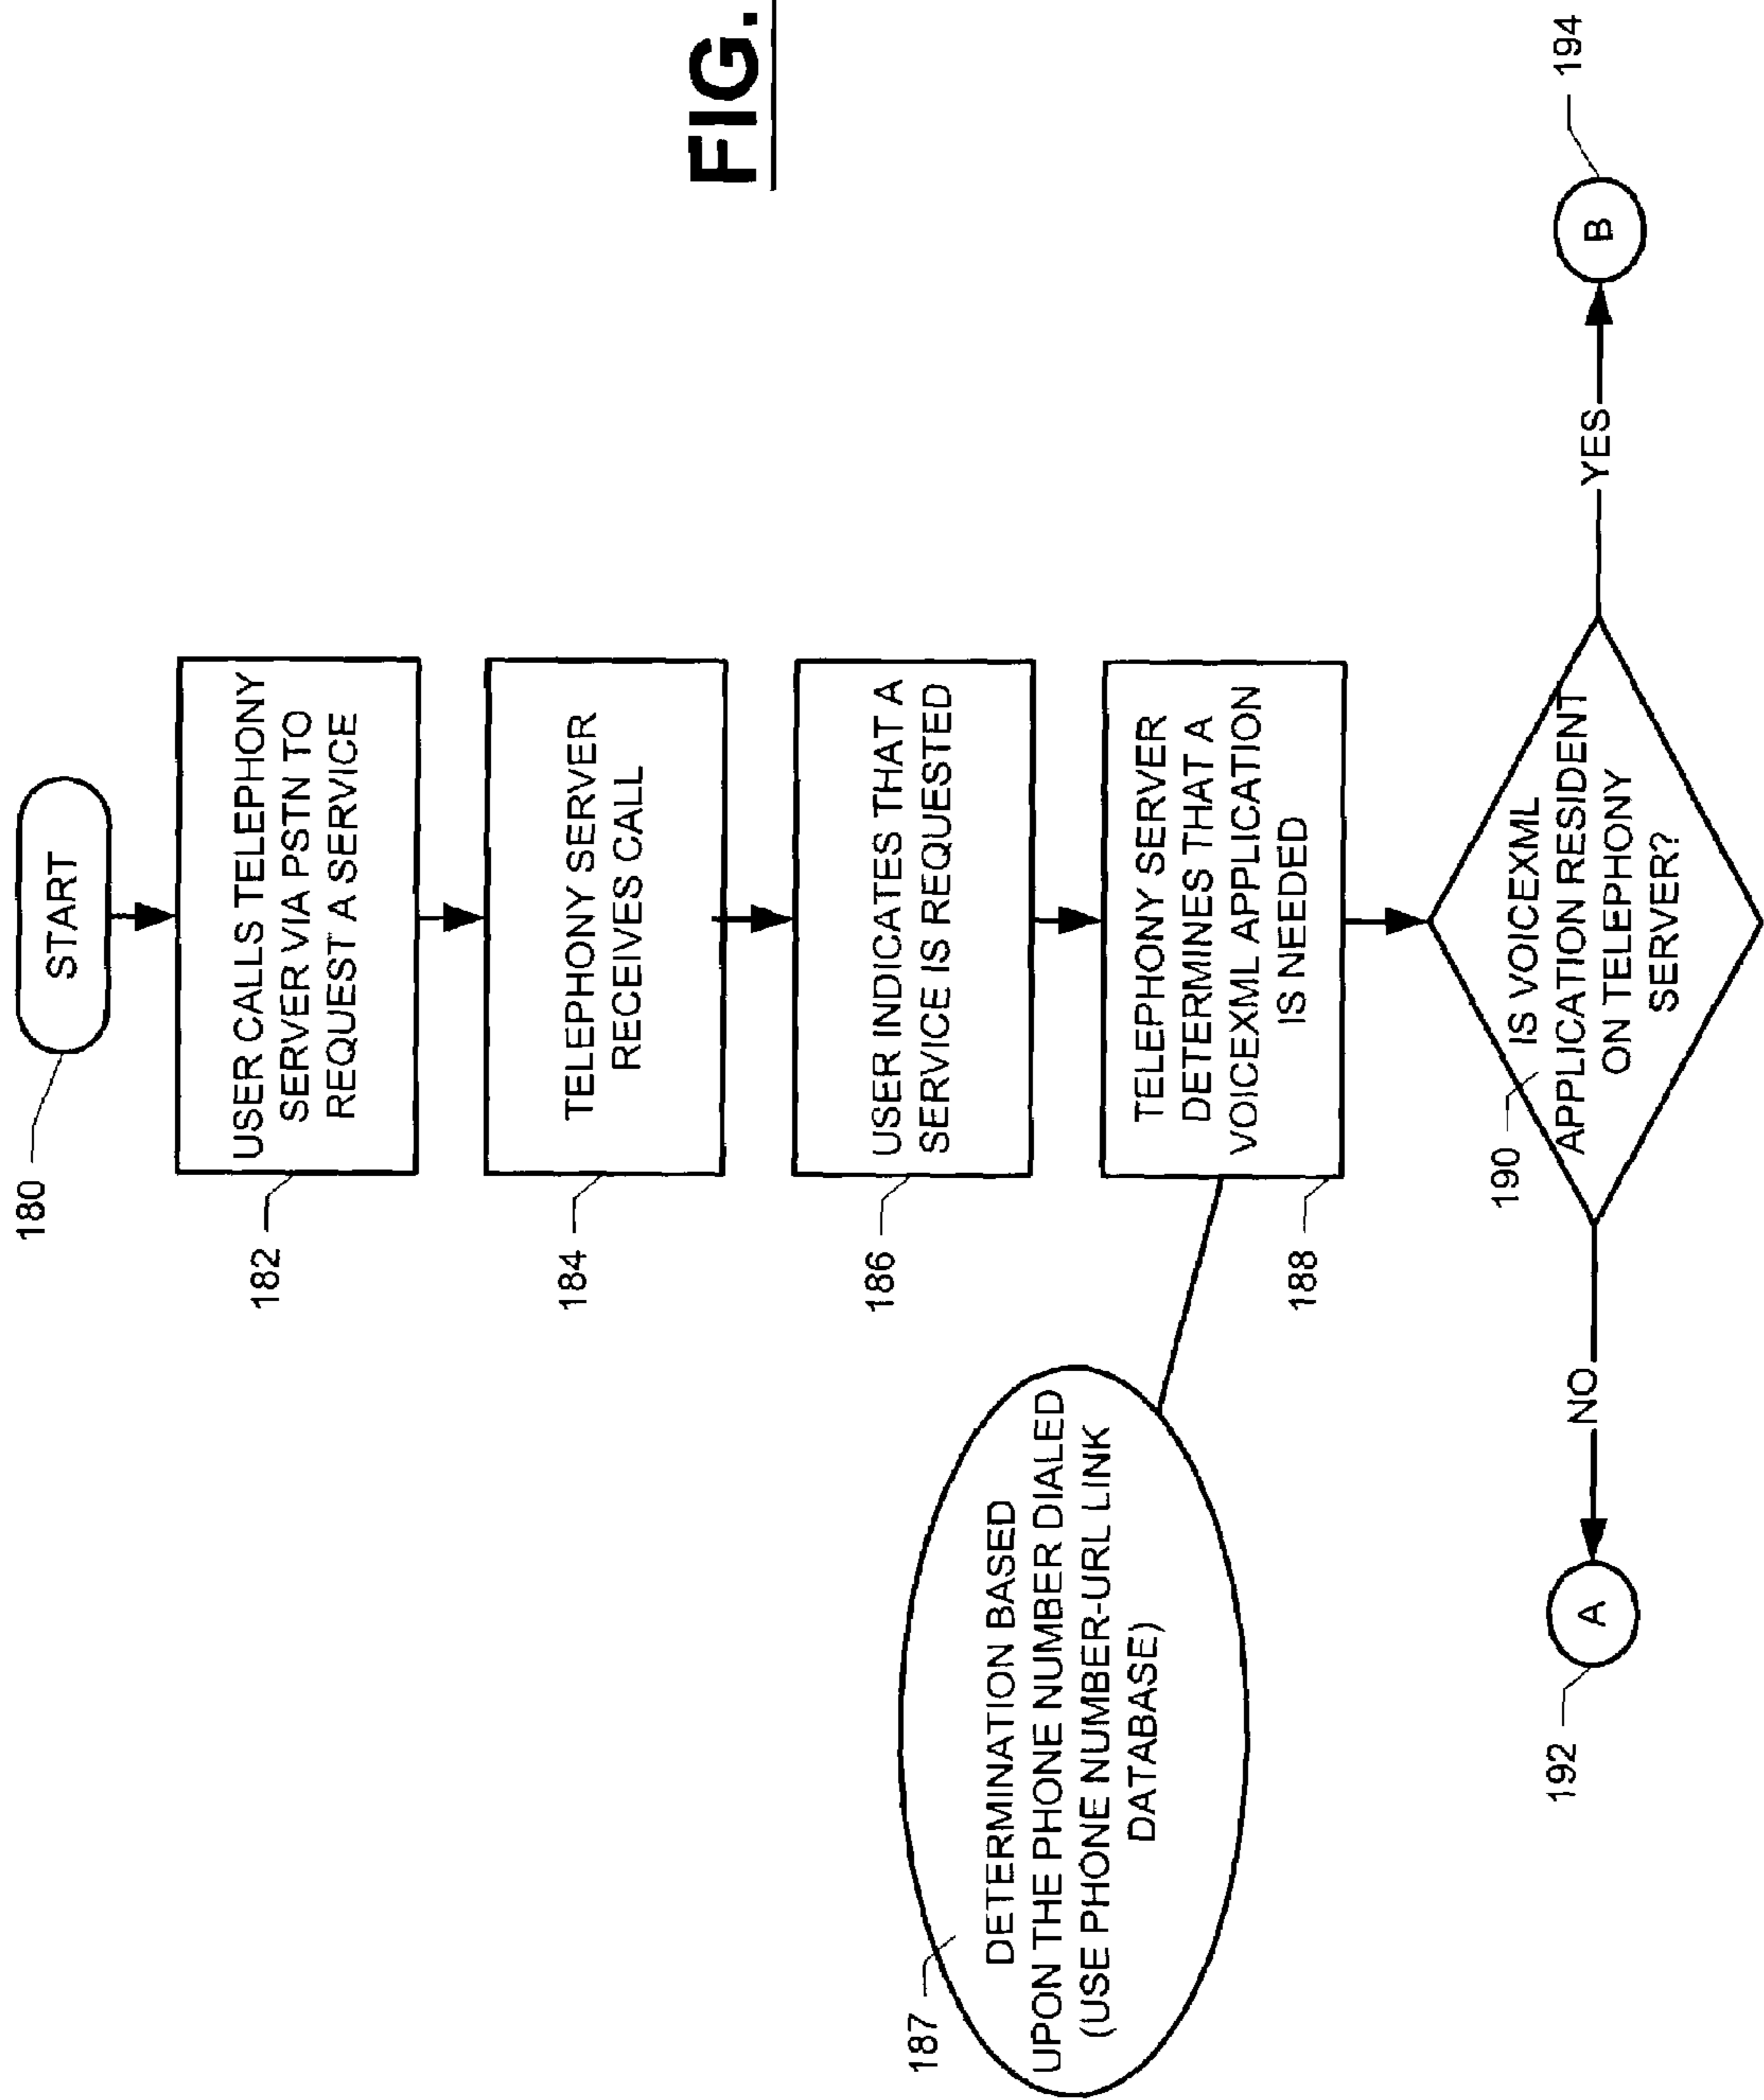 180
START
182
USER CALLS TELEPHONY
SERVER VIA PSTN TO
REQUEST A SERVICE
184
TELEPHONY SERVER
RECEIVES CALL
186
USER INDICATES THAT A
SERVICE IS REQUESTED
187
DETERMINATION BASED
UPON THE PHONE NUMBER DIALED
(USE PHONE NUMBER-URL LINK
DATABASE)
188
TELEPHONY SERVER
DETERMINES THAT A
VOICEXML APPLICATION
IS NEEDED
190
IS VOICEXML
APPLICATION RESIDENT
ON TELEPHONY
SERVER?
192
A
NO
YES
B
194
FIG.